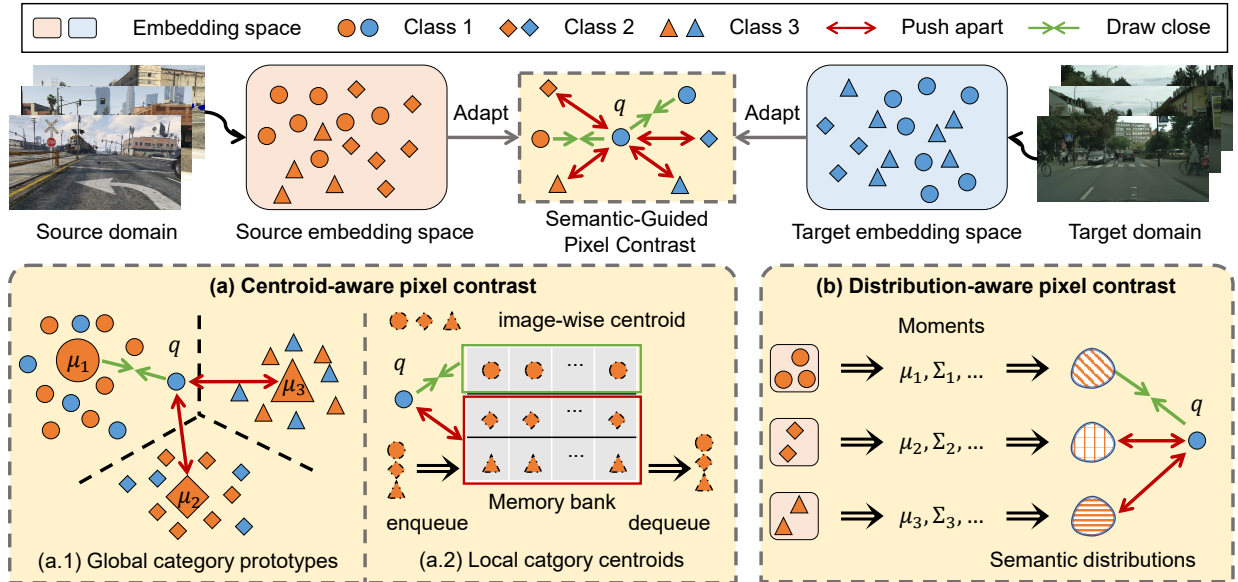 Embedding space Class 1 Class 2 Class 3 Push apart Draw close
Adapt q Adapt
Source domain Source embedding space Semantic-Guided Pixel Contrast Target embedding space Target domain
(a) Centroid-aware pixel contrast
image-wise centroid
μ1 q μ3
μ2
q
...
...
...
Memory bank
enqueue dequeue
(a.1) Global category prototypes (a.2) Local catgory centroids
(b) Distribution-aware pixel contrast
Moments
μ1, Σ1, ...
q
μ2, Σ2, ...
μ3, Σ3, ...
Semantic distributions